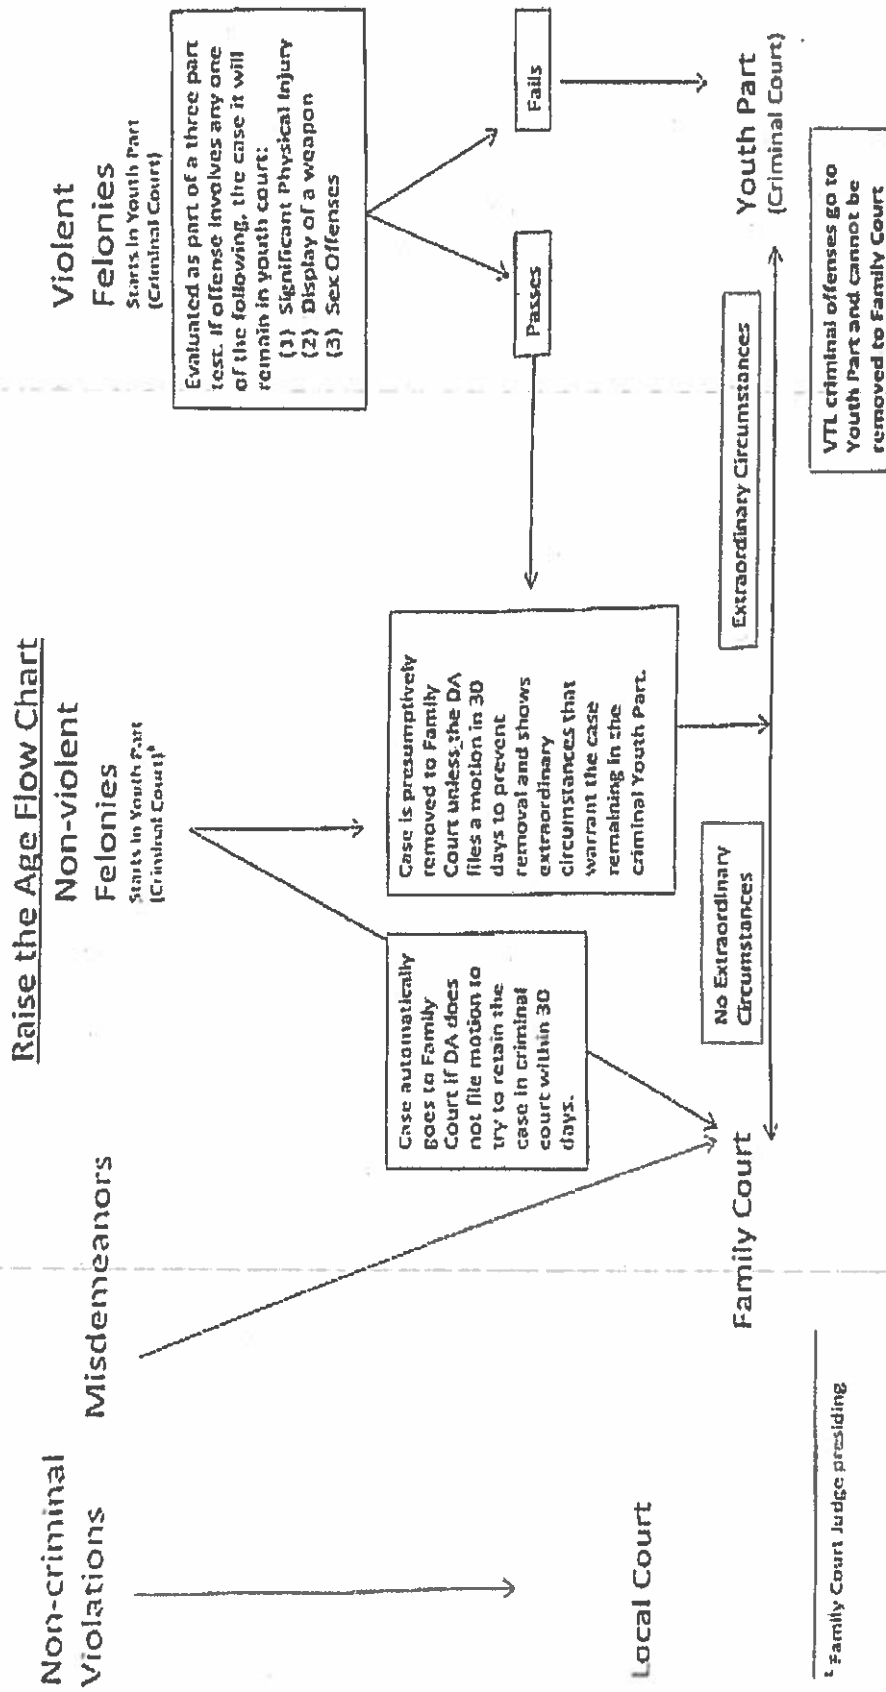 Raise the Age Flow Chart
Non-criminal
Violations
Misdemeanors
Non-violent
Felonies
Starts in Youth Part
(Criminal Court)¹
Violent
Felonies
Starts In Youth Part
(Criminal Court)
Evaluated as part of a three part
test. If offense involves any one
of the following, the case it will
remain in youth court:
(1) Significant Physical Injury
(2) Display of a weapon
(3) Sex Offenses
Case automatically
goes to Family
Court if DA does
not file motion to
try to retain the
case in criminal
court within 30
days.
Case is presumptively
removed to Family
Court unless the DA
files a motion in 30
days to prevent
removal and shows
extraordinary
circumstances that
warrant the case
remaining in the
criminal Youth Part.
Passes
Fails
Local Court
No Extraordinary
Circumstances
Extraordinary Circumstances
Family Court
Youth Part
(Criminal Court)
VTL criminal offenses go to
Youth Part and cannot be
removed to Family Court
¹ Family Court Judge presiding